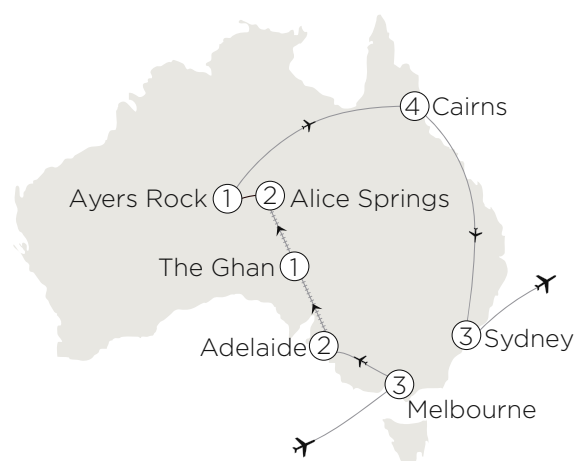 4 Cairns
Ayers Rock 1 2 Alice Springs
The Ghan 1
3 Sydney
Adelaide 2
3
Melbourne